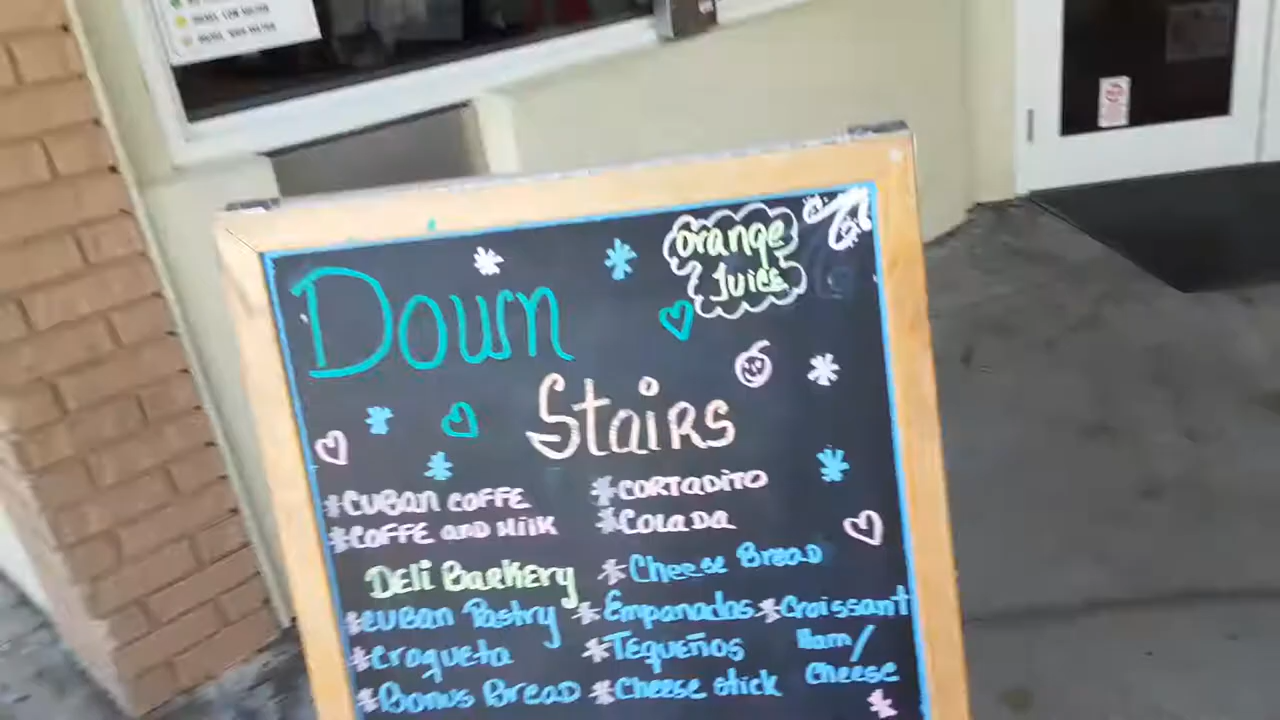 orange
Juice
Down
Stairs
*CUBan COFFE *CORTaDITO
*COFFE anD Milk *COLaDa
DELi BaeKERy *Cheese BreaD
*CUBan Pastry *Empanadas *Craissant
*Croqueta *TEQUEÑOS Ham/
*Bonus BreaD *Cheese stick Cheese
*